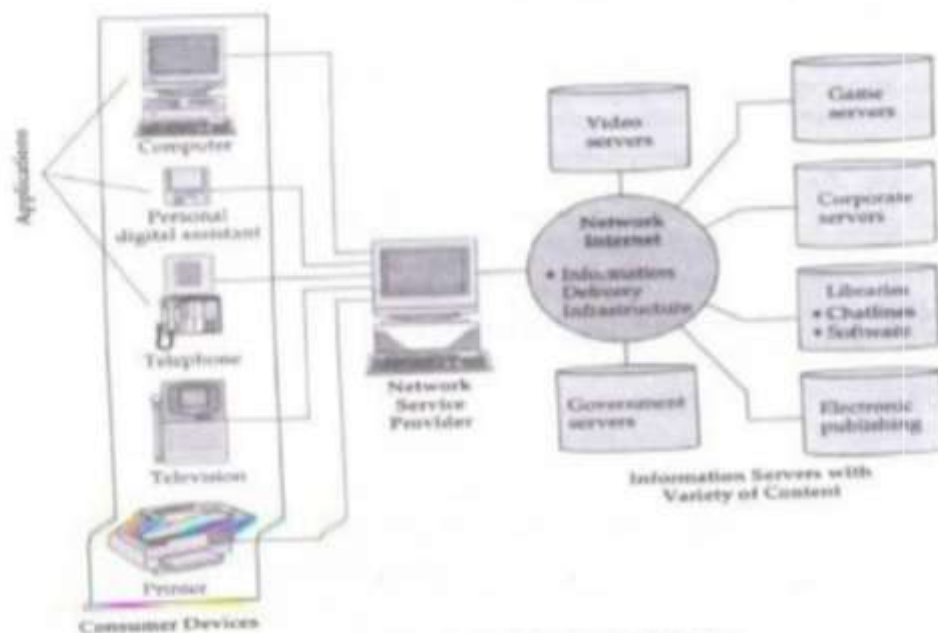 Applications
Computer
Personal
digital assistant
Telephone
Television
Printer
Consumer Devices
Network
Service
Provider
Video
servers
Network
Internet
• Information
Delivery
Infrastructure
Government
servers
Game
servers
Corporate
servers
Libraries
• Chatlines
• Software
Electronic
publishing
Information Servers with
Variety of Content